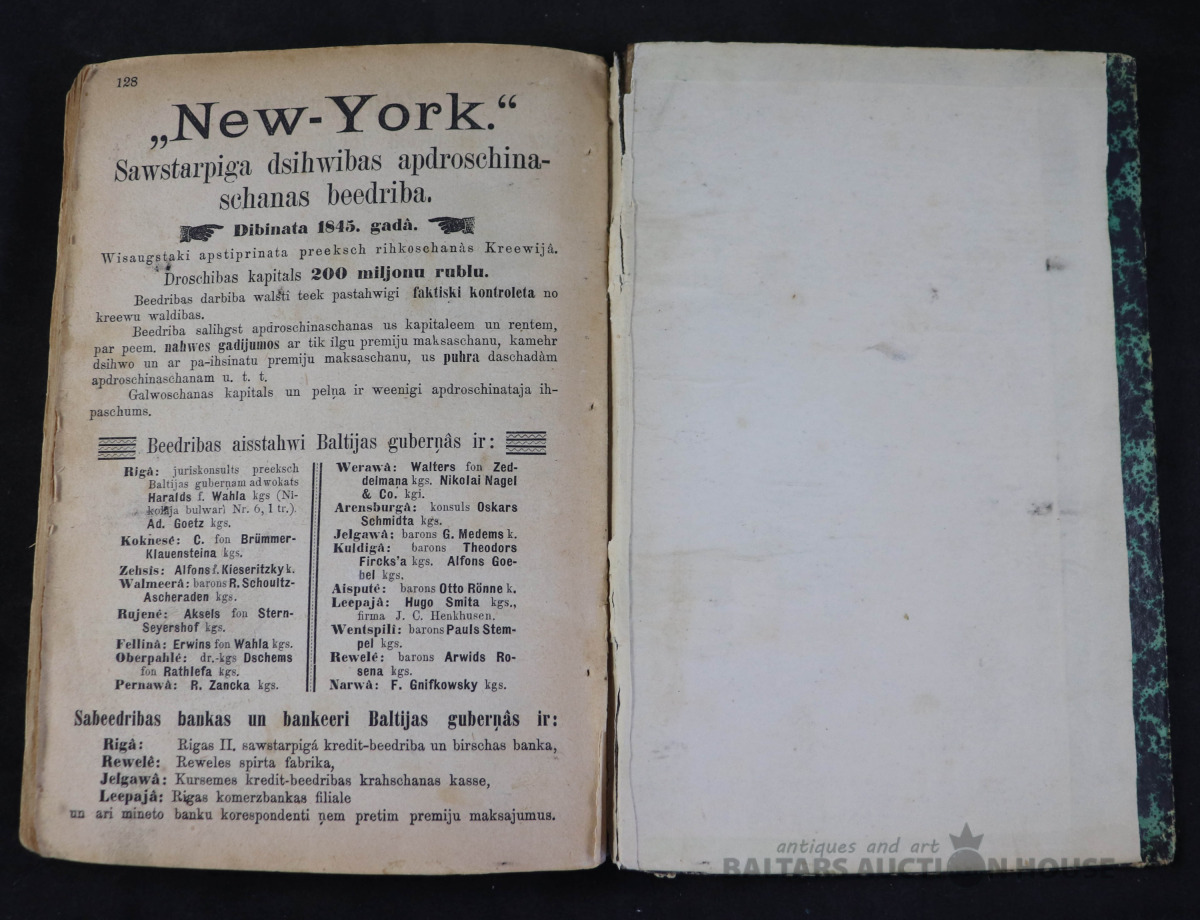 128
„New-York.“
Sawstarpiga dsihwibas apdroschina-
schanas beedriba.
Dibinata 1845. gadâ.
Wisaugstaki apstiprinata preeksch rihkoschanâs Kreewijâ.
Droschibas kapitals 200 miljonu rublu.
Beedribas darbiba walstî teek pastahwigi faktiski kontroleta no
kreewu waldibas.
Beedriba salihgst apdroschinaschanas us kapitaleem un rentem,
par peem. nahwes gadijumos ar tik ilgu premiju maksaschanu, kamehr
dsihwo un ar pa-ihsinatu premiju maksaschanu, us puhra daschadàm
apdroschinaschanam u. t. t.
Galwoschanas kapitals un pelņa ir weenigi apdroschinataja ih-
paschums.
Beedribas aisstahwi Baltijas guberņâs ir:
Rigâ: juriskonsults preeksch
Baltijas guberņam adwokats
Haralds f. Wahla kgs (Ni-
kolaja bulwarî Nr. 6, I tr.).
Ad. Goetz kgs.
Koknesê: C. fon Brümmer-
Klauensteina kgs.
Zehsîs: Alfons f. Kieseritzky k.
Walmeerâ: barons R. Schoultz-
Ascheraden kgs.
Rujenê: Aksels fon Stern-
Seyershof kgs.
Fellinâ: Erwins fon Wahla kgs.
Oberpahlê: dr.-kgs Dschems
fon Rathlefa kgs.
Pernawâ: R. Zancka kgs.
Werawâ: Walters fon Zed-
delmaņa kgs. Nikolai Nagel
& Co. kgi.
Arensburgâ: konsuls Oskars
Schmidta kgs.
Jelgawâ: barons G. Medems k.
Kuldigâ: barons Theodors
Fircks'a kgs. Alfons Goe-
bel kgs.
Aisputê: barons Otto Rönne k.
Leepajâ: Hugo Smita kgs.,
firma J. C. Henkhusen.
Wentspilî: barons Pauls Stem-
pel kgs.
Rewelê: barons Arwids Ro-
sena kgs.
Narwâ: F. Gnifkowsky kgs.
Sabeedribas bankas un bankeeri Baltijas guberņâs ir:
Rigâ: Rigas II. sawstarpigâ kredit-beedriba un birschas banka,
Rewelê: Reweles spirta fabrika,
Jelgawâ: Kursemes kredit-beedribas krahschanas kasse,
Leepajâ: Rigas komerzbankas filiale
un ari mineto banku korespondenti ņem pretim premiju maksajumus.
antiques and art
BALTARS AUCTION HOUSE